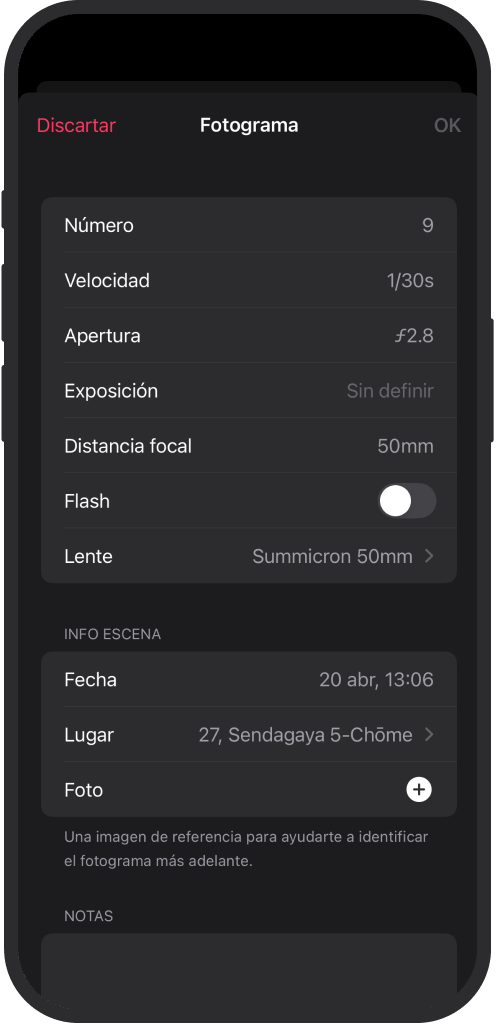 Discartar Fotograma OK
Número 9
Velocidad 1/30s
Apertura ƒ2.8
Exposición Sin definir
Distancia focal 50mm
Flash
Lente Summicron 50mm
INFO ESCENA
Fecha 20 abr, 13:06
Lugar 27, Sendagaya 5-Chōme
Foto
Una imagen de referencia para ayudarte a identificar
el fotograma más adelante.
NOTAS